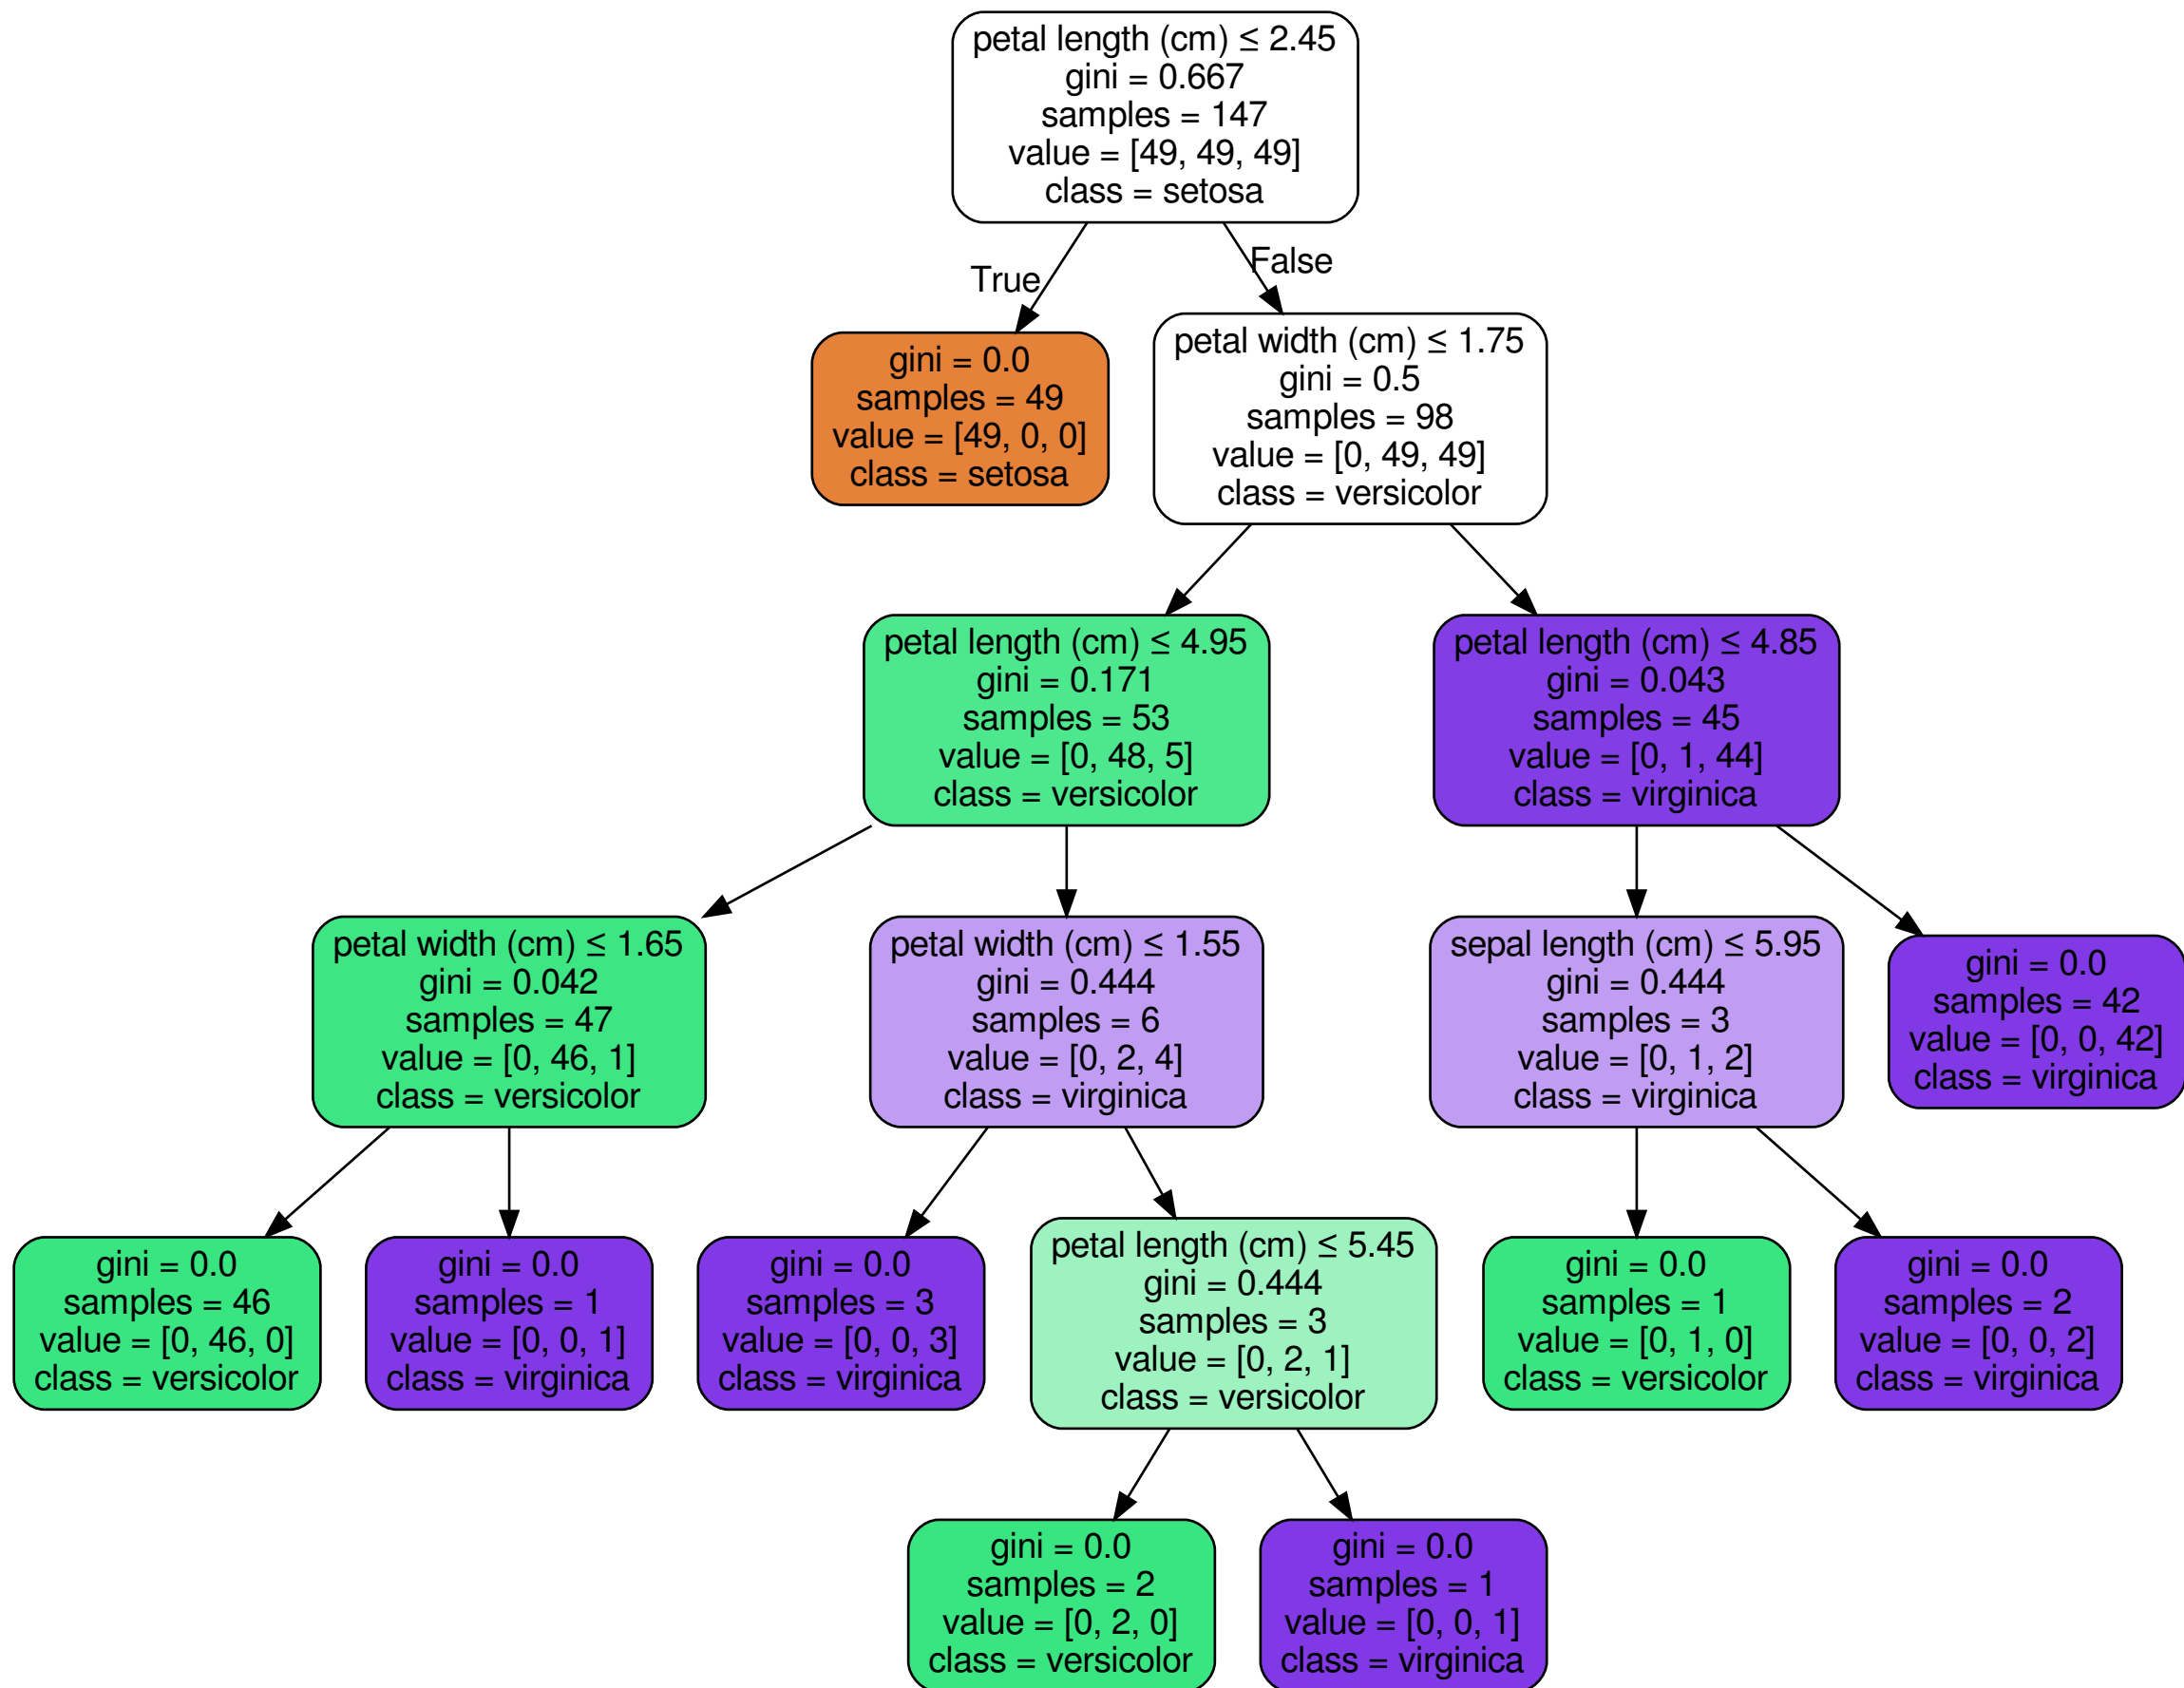 petal length (cm) ≤ 2.45
gini = 0.667
samples = 147
value = [49, 49, 49]
class = setosa
True
False
gini = 0.0
samples = 49
value = [49, 0, 0]
class = setosa
petal width (cm) ≤ 1.75
gini = 0.5
samples = 98
value = [0, 49, 49]
class = versicolor
petal length (cm) ≤ 4.95
gini = 0.171
samples = 53
value = [0, 48, 5]
class = versicolor
petal length (cm) ≤ 4.85
gini = 0.043
samples = 45
value = [0, 1, 44]
class = virginica
petal width (cm) ≤ 1.65
gini = 0.042
samples = 47
value = [0, 46, 1]
class = versicolor
petal width (cm) ≤ 1.55
gini = 0.444
samples = 6
value = [0, 2, 4]
class = virginica
sepal length (cm) ≤ 5.95
gini = 0.444
samples = 3
value = [0, 1, 2]
class = virginica
gini = 0.0
samples = 42
value = [0, 0, 42]
class = virginica
gini = 0.0
samples = 46
value = [0, 46, 0]
class = versicolor
gini = 0.0
samples = 1
value = [0, 0, 1]
class = virginica
gini = 0.0
samples = 3
value = [0, 0, 3]
class = virginica
petal length (cm) ≤ 5.45
gini = 0.444
samples = 3
value = [0, 2, 1]
class = versicolor
gini = 0.0
samples = 1
value = [0, 1, 0]
class = versicolor
gini = 0.0
samples = 2
value = [0, 0, 2]
class = virginica
gini = 0.0
samples = 2
value = [0, 2, 0]
class = versicolor
gini = 0.0
samples = 1
value = [0, 0, 1]
class = virginica